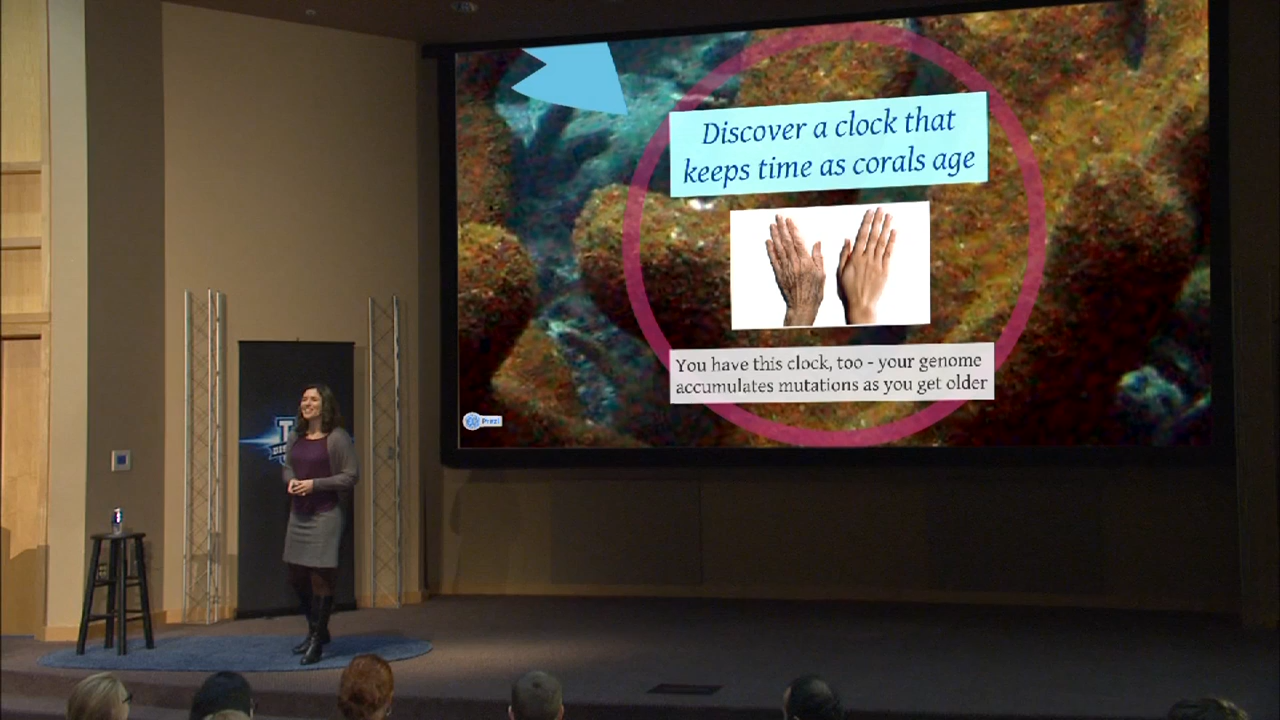 Discover a clock that
keeps time as corals age
You have this clock, too - your genome
accumulates mutations as you get older
Prezi